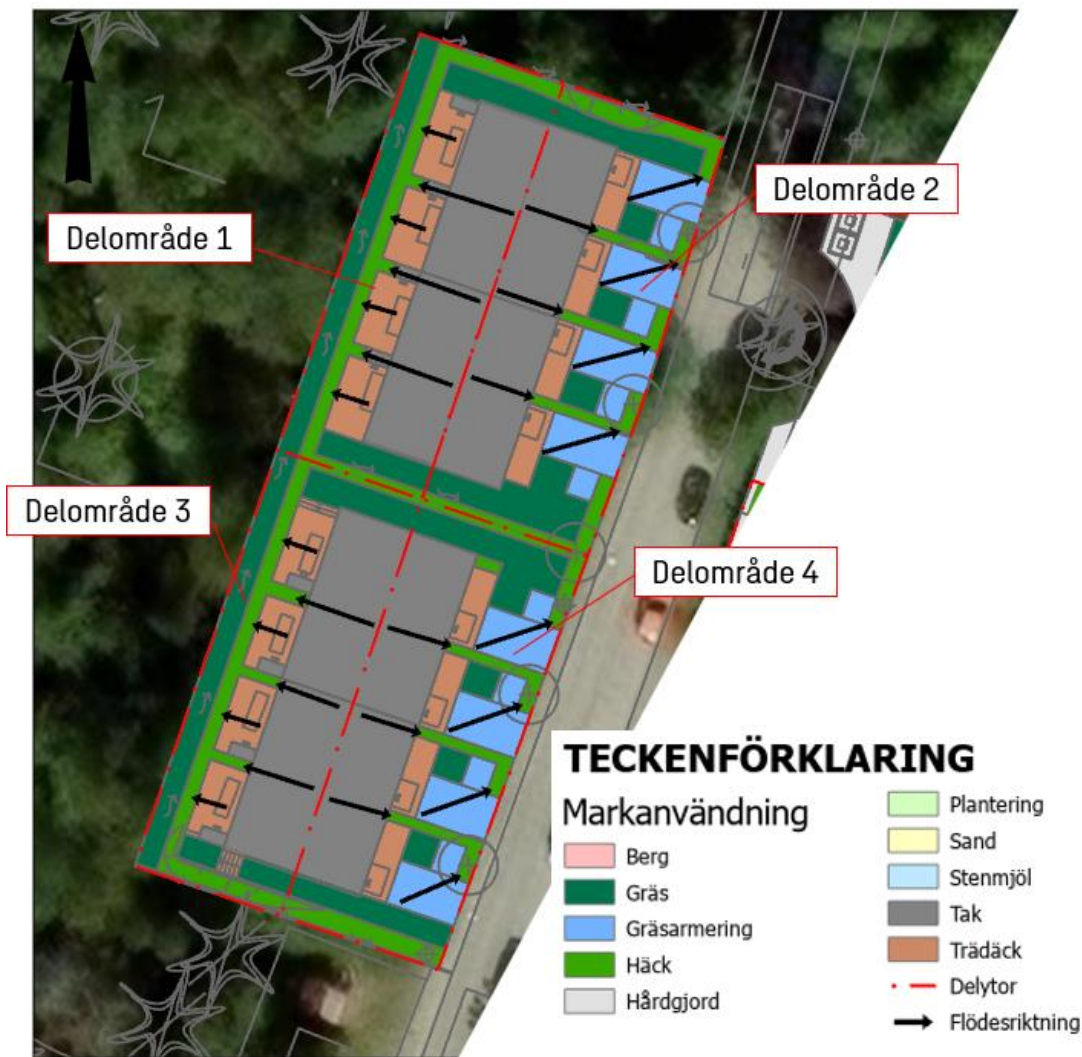 Delområde 2
Delområde 1
Delområde 3
Delområde 4
TECKENFÖRKLARING
Markanvändning
Berg
Gräs
Gräsarmering
Häck
Hårdgjord
Plantering
Sand
Stenmjöl
Tak
Trädäck
Delytor
Flödesriktning